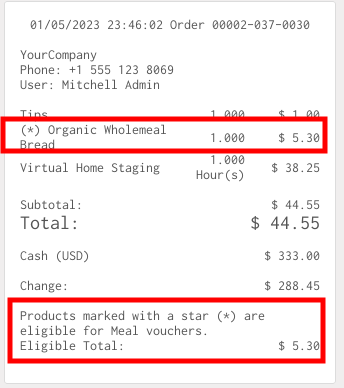 01/05/2023 23:46:02 Order 00002-037-0030
YourCompany
Phone: +1 555 123 8069
User: Mitchell Admin
Tips 1.000 $ 1.00
(*) Organic Wholemeal
Bread 1.000 $ 5.30
Virtual Home Staging 1.000
Hour(s) $ 38.25
Subtotal: $ 44.55
Total: $ 44.55
Cash (USD) $ 333.00
Change: $ 288.45
Products marked with a star (*) are
eligible for Meal vouchers.
Eligible Total: $ 5.30